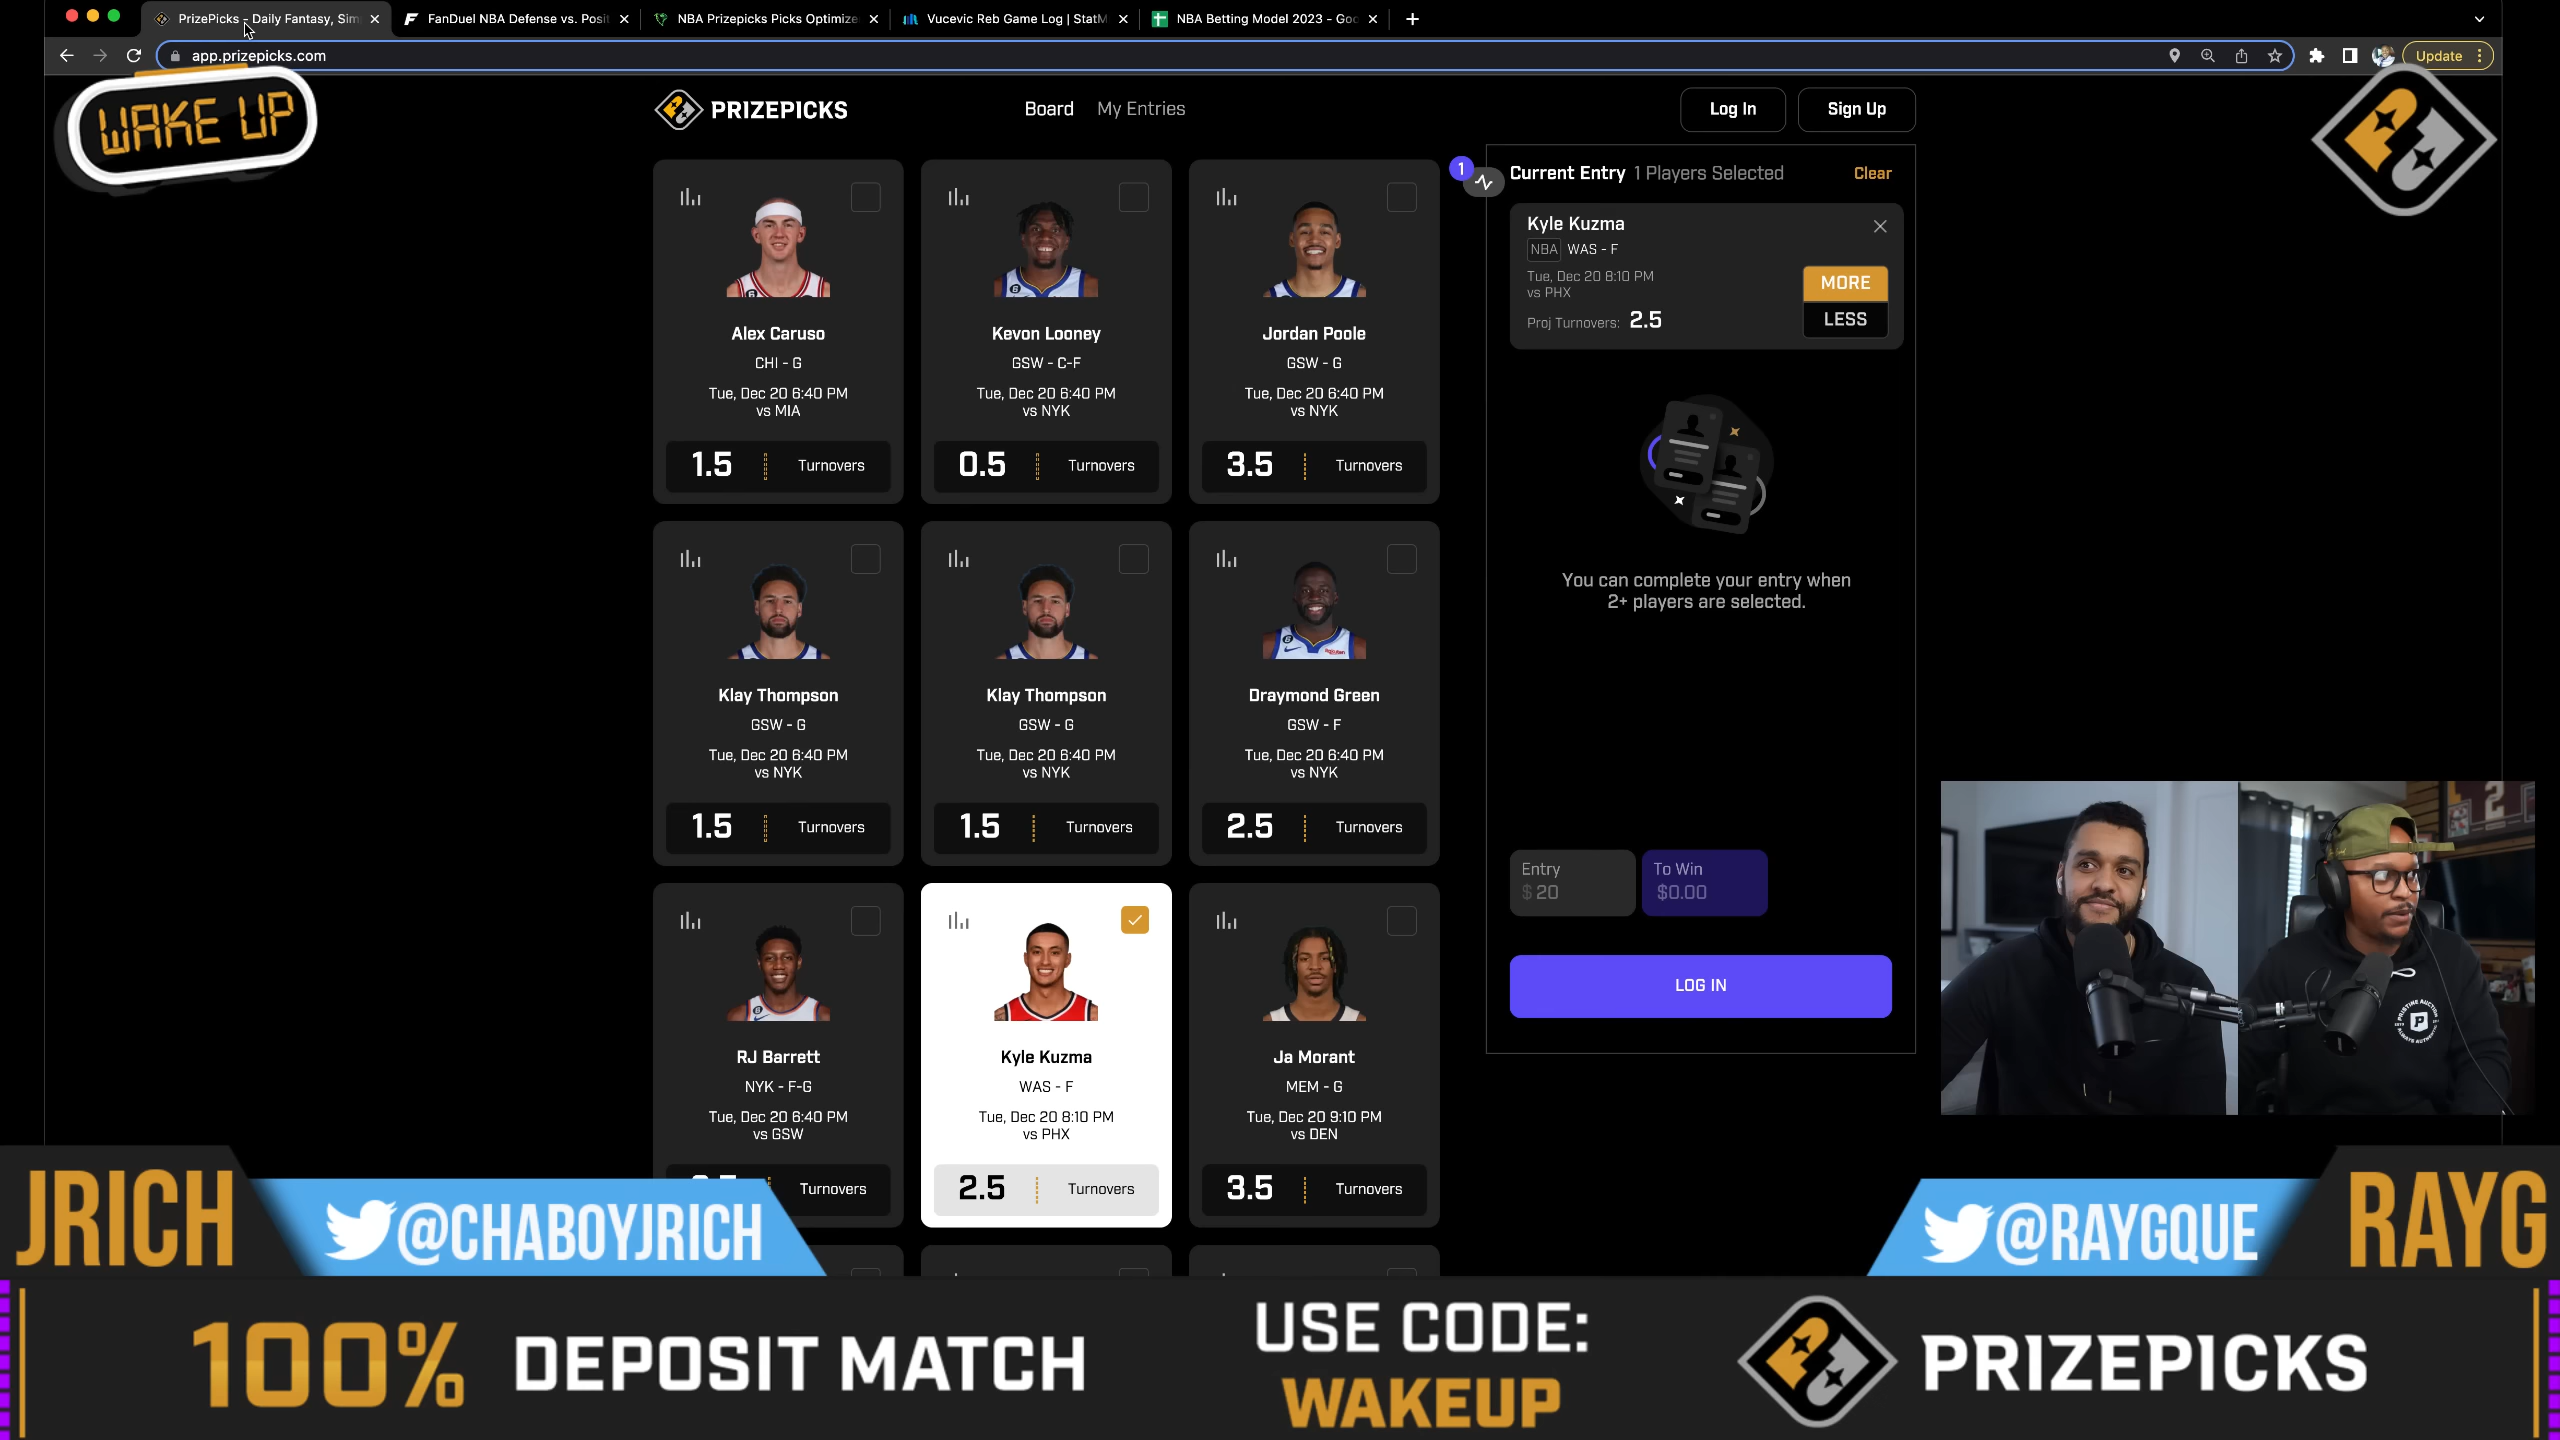 PrizePicks - Daily Fantasy, Sim
FanDuel NBA Defense vs. Posit
NBA Prizepicks Picks Optimize
Vucevic Reb Game Log | StatM
NBA Betting Model 2023 - Goo
app.prizepicks.com
Update
WAKE UP
PRIZEPICKS
Board
My Entries
Log In
Sign Up
Alex Caruso
CHI - G
Tue, Dec 20 6:40 PM
vs MIA
1.5
Turnovers
Kevon Looney
GSW - C-F
Tue, Dec 20 6:40 PM
vs NYK
0.5
Turnovers
Jordan Poole
GSW - G
Tue, Dec 20 6:40 PM
vs NYK
3.5
Turnovers
Klay Thompson
GSW - G
Tue, Dec 20 6:40 PM
vs NYK
1.5
Turnovers
Klay Thompson
GSW - G
Tue, Dec 20 6:40 PM
vs NYK
1.5
Turnovers
Draymond Green
GSW - F
Tue, Dec 20 6:40 PM
vs NYK
2.5
Turnovers
RJ Barrett
NYK - F-G
Tue, Dec 20 6:40 PM
vs GSW
Turnovers
Kyle Kuzma
WAS - F
Tue, Dec 20 8:10 PM
vs PHX
2.5
Turnovers
Ja Morant
MEM - G
Tue, Dec 20 9:10 PM
vs DEN
3.5
Turnovers
1
Current Entry 1 Players Selected
Clear
Kyle Kuzma
NBA WAS - F
Tue, Dec 20 8:10 PM
vs PHX
Proj Turnovers: 2.5
MORE
LESS
You can complete your entry when
2+ players are selected.
Entry
$ 20
To Win
$0.00
LOG IN
JRICH
@CHABOYJRICH
@RAYGQUE
RAYG
100% DEPOSIT MATCH
USE CODE:
WAKEUP
PRIZEPICKS